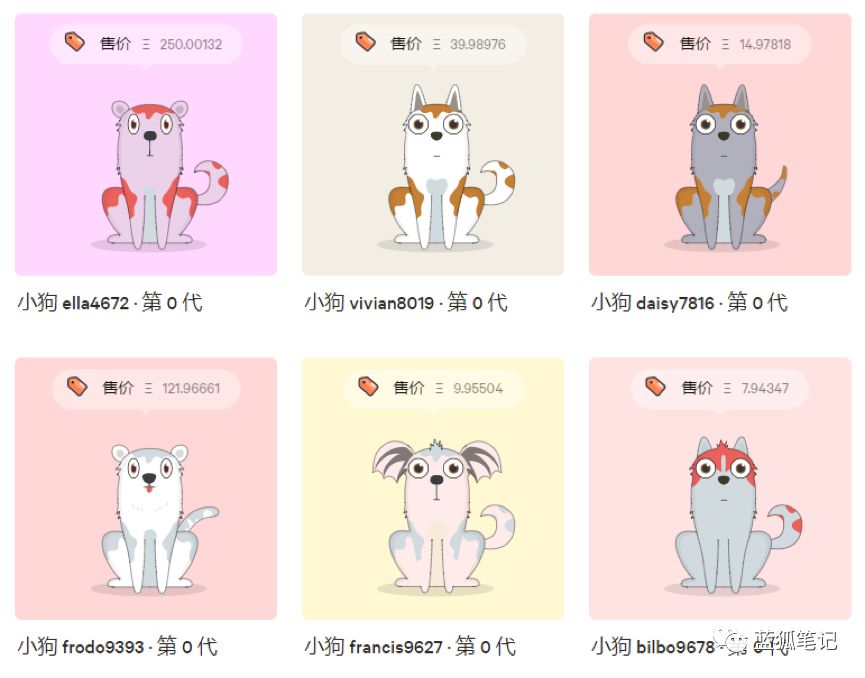 售价 Ξ 250.00132
售价 Ξ 39.98976
售价 Ξ 14.97818
小狗 ella4672 · 第 0 代
小狗 vivian8019 · 第 0 代
小狗 daisy7816 · 第 0 代
售价 Ξ 121.96661
售价 Ξ 9.95504
售价 Ξ 7.94347
小狗 frodo9393 · 第 0 代
小狗 francis9627 · 第 0 代
小狗 bilbo9678 · 第 0 代
蓝狐笔记